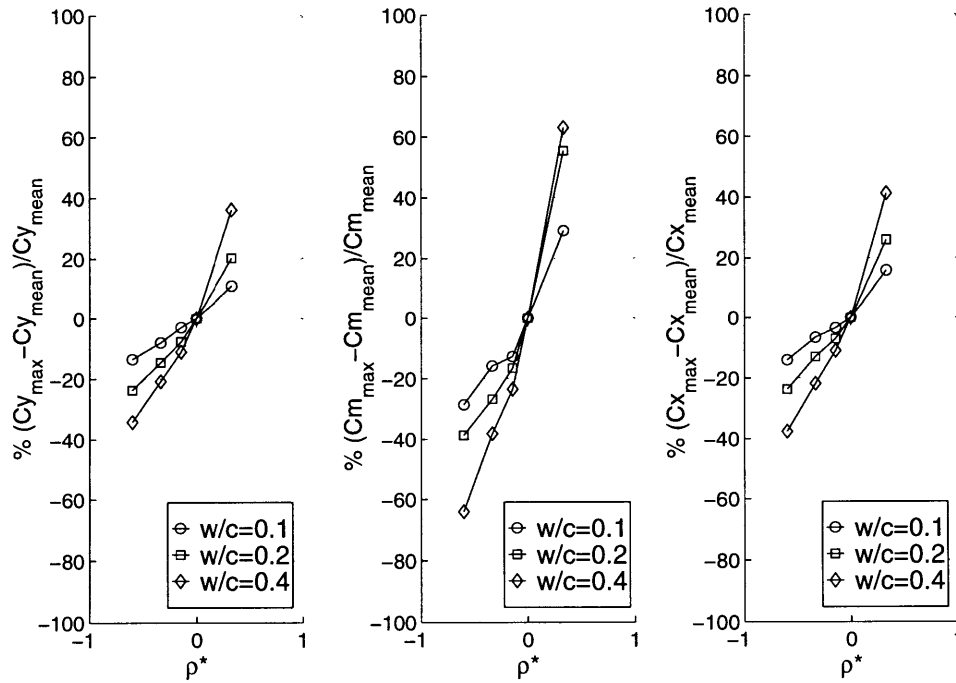 100
80
60
40
20
0
-20
-40
-60
-80
-100
-1
0
1
ρ*
% (Cy_max−Cy_mean)/Cy_mean
w/c=0.1
w/c=0.2
w/c=0.4
100
80
60
40
20
0
-20
-40
-60
-80
-100
-1
0
1
ρ*
% (Cm_max−Cm_mean)/Cm_mean
w/c=0.1
w/c=0.2
w/c=0.4
100
80
60
40
20
0
-20
-40
-60
-80
-100
-1
0
1
ρ*
% (Cx_max−Cx_mean)/Cx_mean
w/c=0.1
w/c=0.2
w/c=0.4